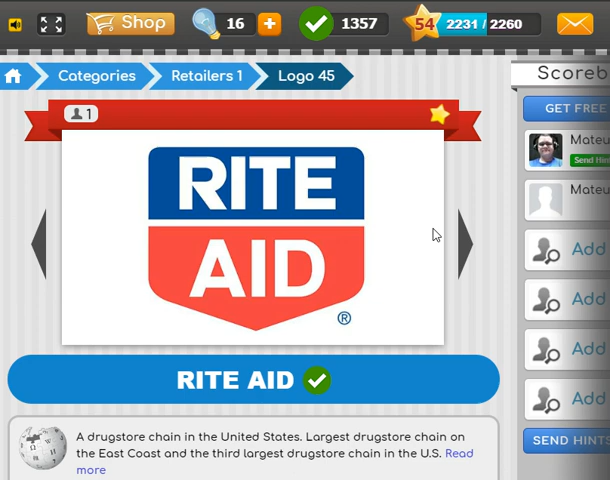 Shop
16
1357
54
2231 / 2260
Categories
Retailers 1
Logo 45
1
RITE
AID
®
RITE AID
A drugstore chain in the United States. Largest drugstore chain on
the East Coast and the third largest drugstore chain in the U.S. Read
more
Scoreb
GET FREE
Mateu
Send Hin
Mateu
Add
Add
Add
Add
SEND HINTS